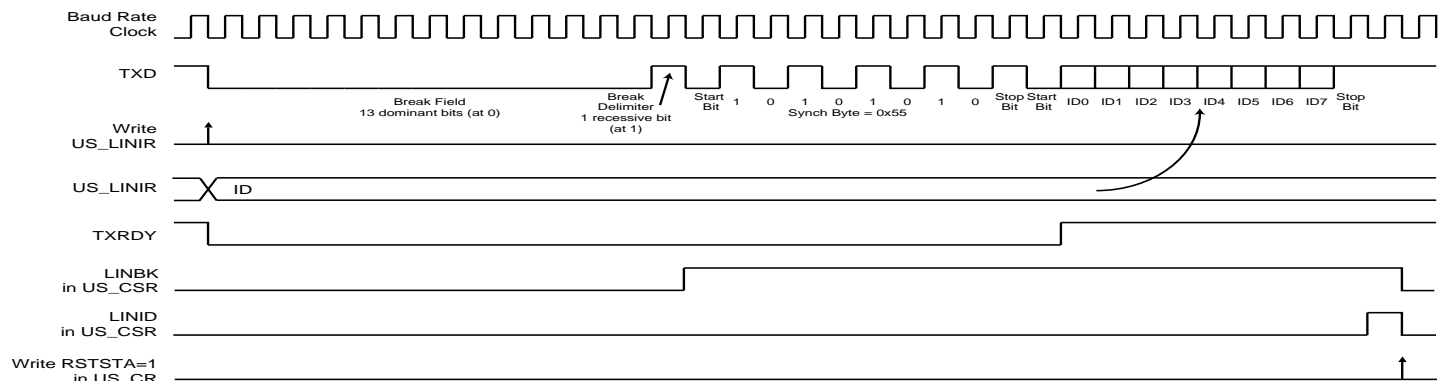 Baud Rate
Clock
TXD
Break Field
13 dominant bits (at 0)
Break
Delimiter
1 recessive bit
(at 1)
Start
Bit
1 0 1 0 1 0 1 0
Synch Byte = 0x55
Stop
Bit
Start
Bit
ID0 ID1 ID2 ID3 ID4 ID5 ID6 ID7
Stop
Bit
Write
US_LINIR
US_LINIR
ID
TXRDY
LINBK
in US_CSR
LINID
in US_CSR
Write RSTSTA=1
in US_CR